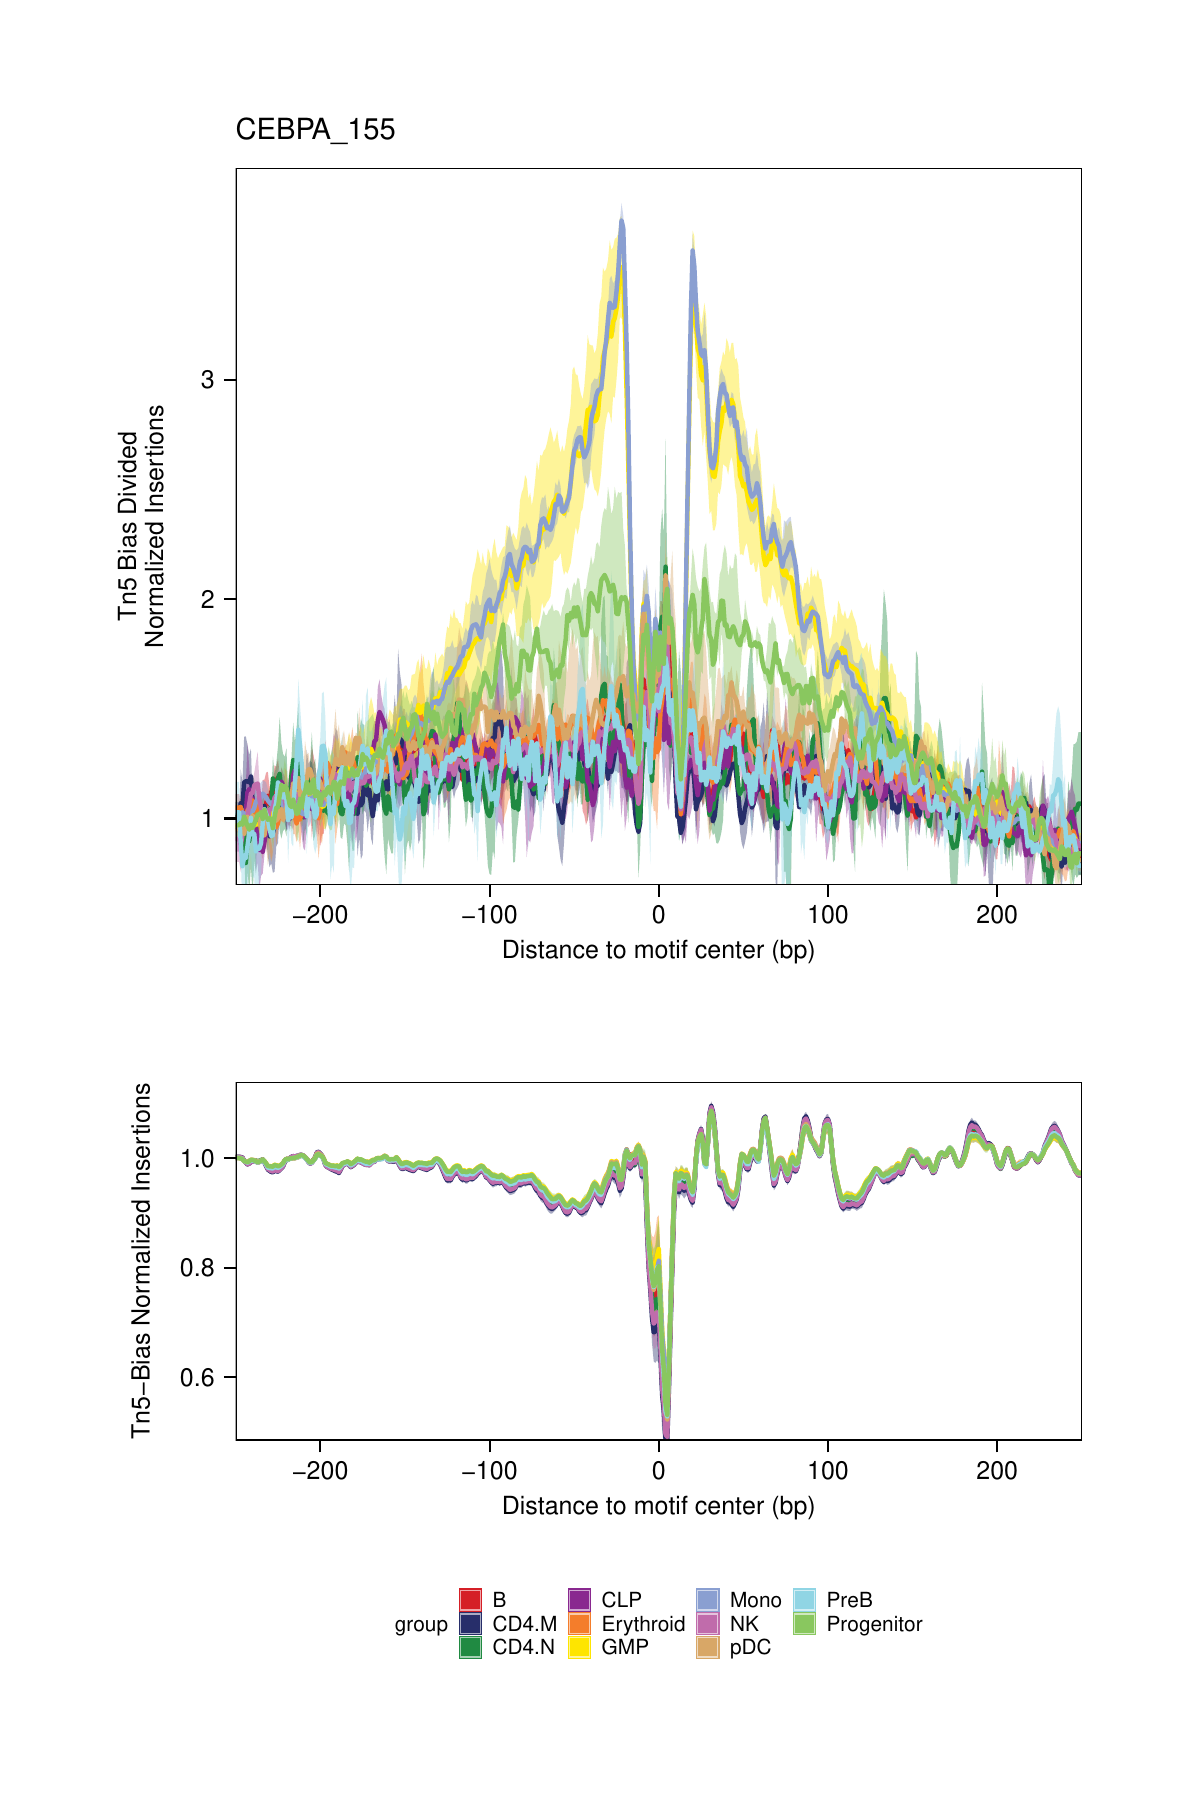 CEBPA_155
Tn5 Bias Divided
Normalized Insertions
3
2
1
−200 −100 0 100 200
Distance to motif center (bp)
Tn5−Bias Normalized Insertions
1.0
0.8
0.6
−200 −100 0 100 200
Distance to motif center (bp)
group
B CLP Mono PreB
CD4.M Erythroid NK Progenitor
CD4.N GMP pDC